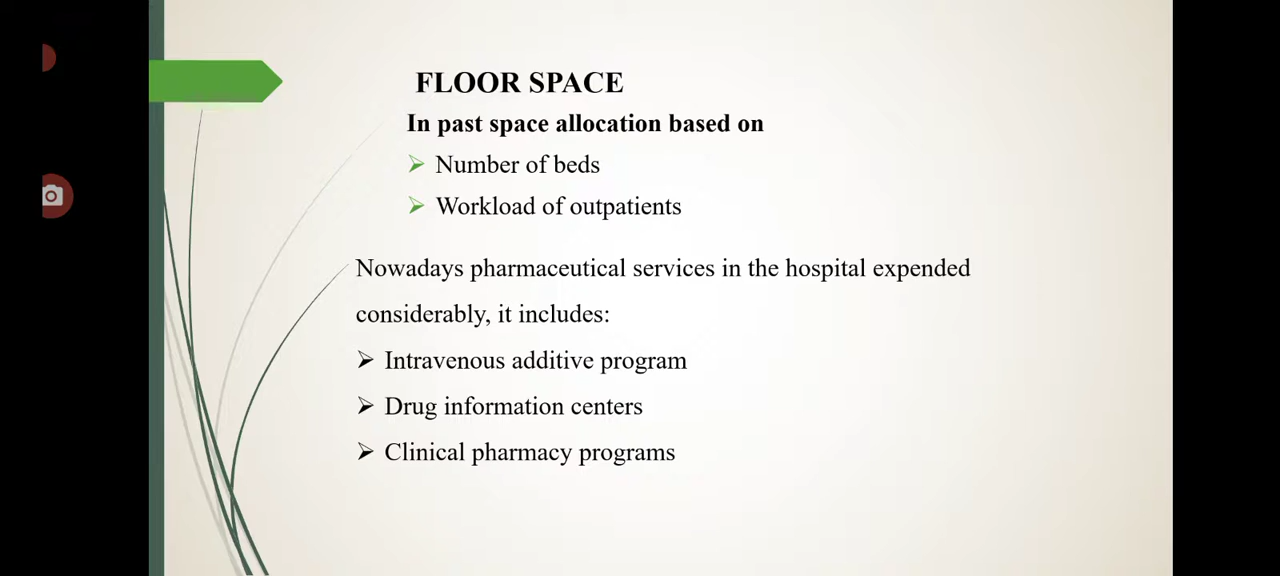 FLOOR SPACE
In past space allocation based on
Number of beds
Workload of outpatients
Nowadays pharmaceutical services in the hospital expended
considerably, it includes:
Intravenous additive program
Drug information centers
Clinical pharmacy programs